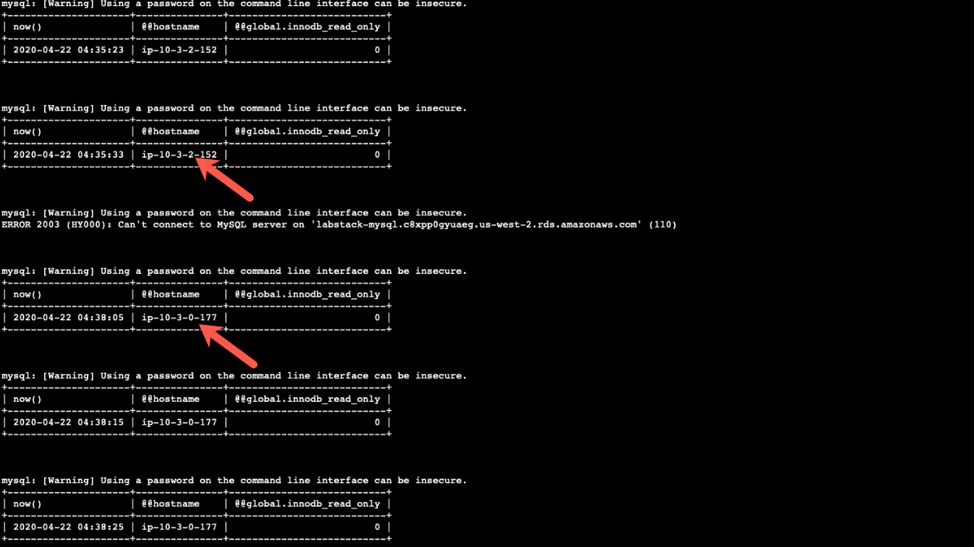 mysql: [Warning] Using a password on the command line interface can be insecure.
+---------------------+---------------+--------------------------+
| now()               | @@hostname    | @@global.innodb_read_only |
+---------------------+---------------+--------------------------+
| 2020-04-22 04:35:23 | ip-10-3-2-152 |                        0 |
+---------------------+---------------+--------------------------+
mysql: [Warning] Using a password on the command line interface can be insecure.
+---------------------+---------------+--------------------------+
| now()               | @@hostname    | @@global.innodb_read_only |
+---------------------+---------------+--------------------------+
| 2020-04-22 04:35:33 | ip-10-3-2-152 |                        0 |
+---------------------+---------------+--------------------------+
mysql: [Warning] Using a password on the command line interface can be insecure.
ERROR 2003 (HY000): Can't connect to MySQL server on 'labstack-mysql.c8xpp0gyuaeg.us-west-2.rds.amazonaws.com' (110)
mysql: [Warning] Using a password on the command line interface can be insecure.
+---------------------+---------------+--------------------------+
| now()               | @@hostname    | @@global.innodb_read_only |
+---------------------+---------------+--------------------------+
| 2020-04-22 04:38:05 | ip-10-3-0-177 |                        0 |
+---------------------+---------------+--------------------------+
mysql: [Warning] Using a password on the command line interface can be insecure.
+---------------------+---------------+--------------------------+
| now()               | @@hostname    | @@global.innodb_read_only |
+---------------------+---------------+--------------------------+
| 2020-04-22 04:38:15 | ip-10-3-0-177 |                        0 |
+---------------------+---------------+--------------------------+
mysql: [Warning] Using a password on the command line interface can be insecure.
+---------------------+---------------+--------------------------+
| now()               | @@hostname    | @@global.innodb_read_only |
+---------------------+---------------+--------------------------+
| 2020-04-22 04:38:25 | ip-10-3-0-177 |                        0 |
+---------------------+---------------+--------------------------+